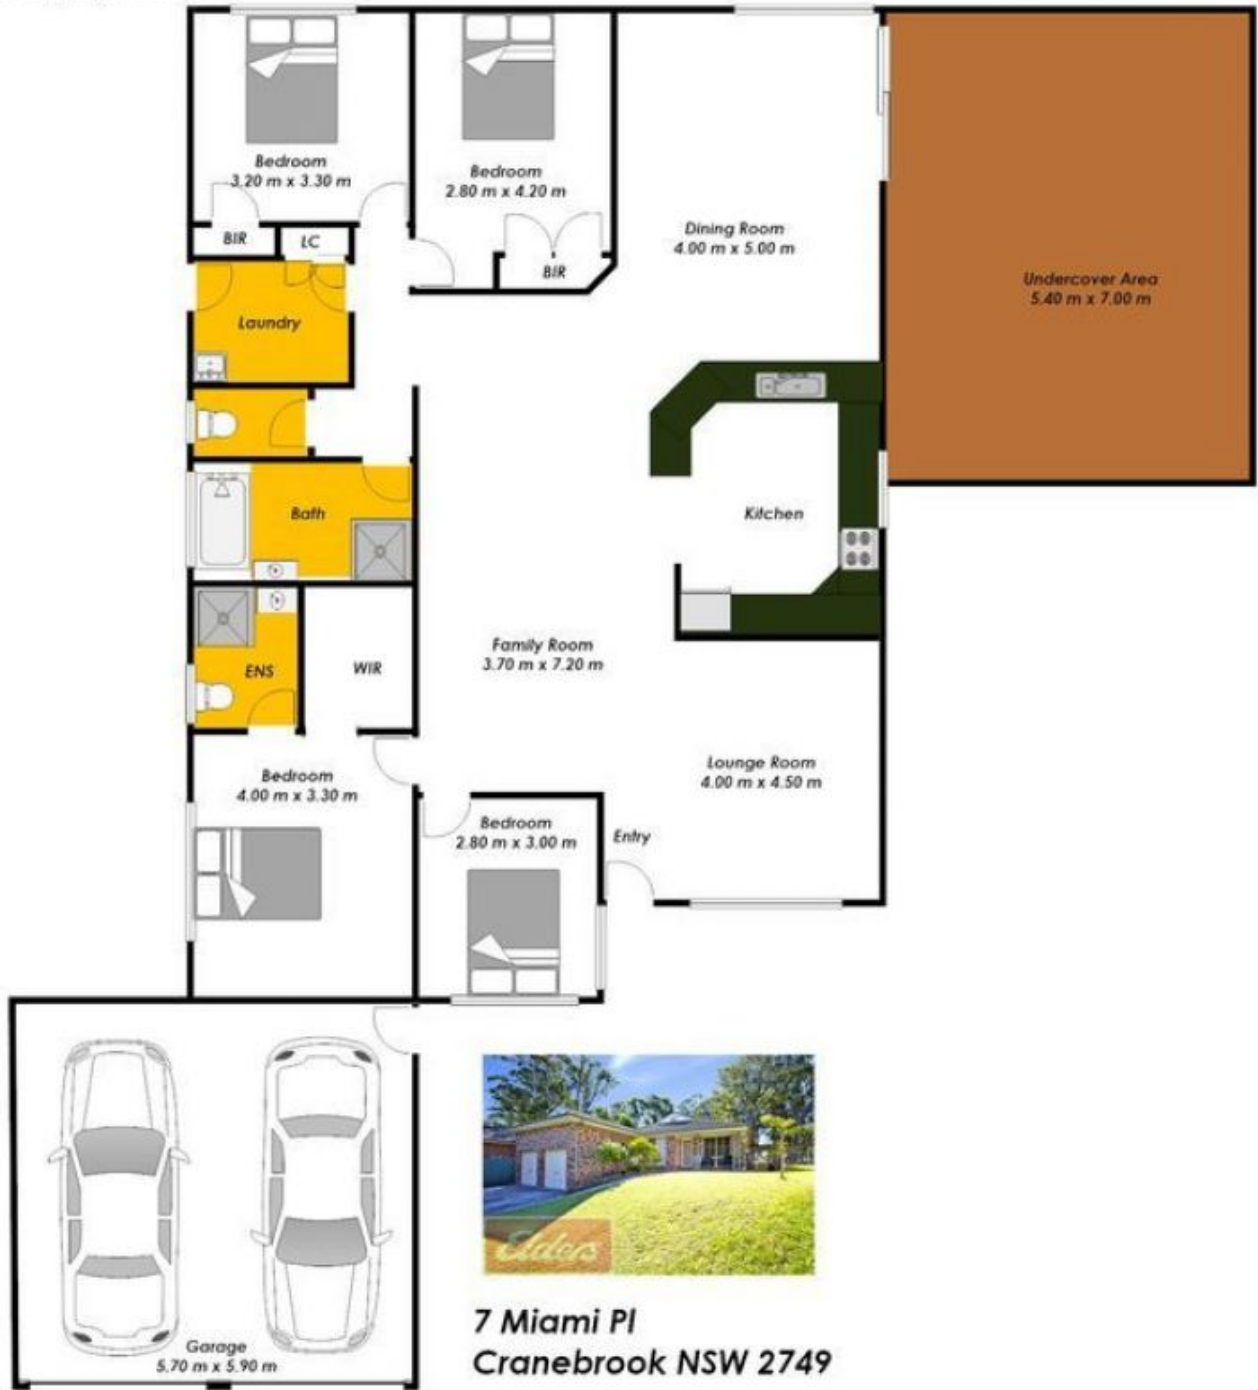 Bedroom
3.20 m x 3.30 m
Bedroom
2.80 m x 4.20 m
BIR
LC
BIR
Dining Room
4.00 m x 5.00 m
Undercover Area
5.40 m x 7.00 m
Laundry
Bath
Kitchen
ENS
WIR
Family Room
3.70 m x 7.20 m
Bedroom
4.00 m x 3.30 m
Lounge Room
4.00 m x 4.50 m
Bedroom
2.80 m x 3.00 m
Entry
Elders
Garage
5.70 m x 5.90 m
7 Miami Pl
Cranebrook NSW 2749